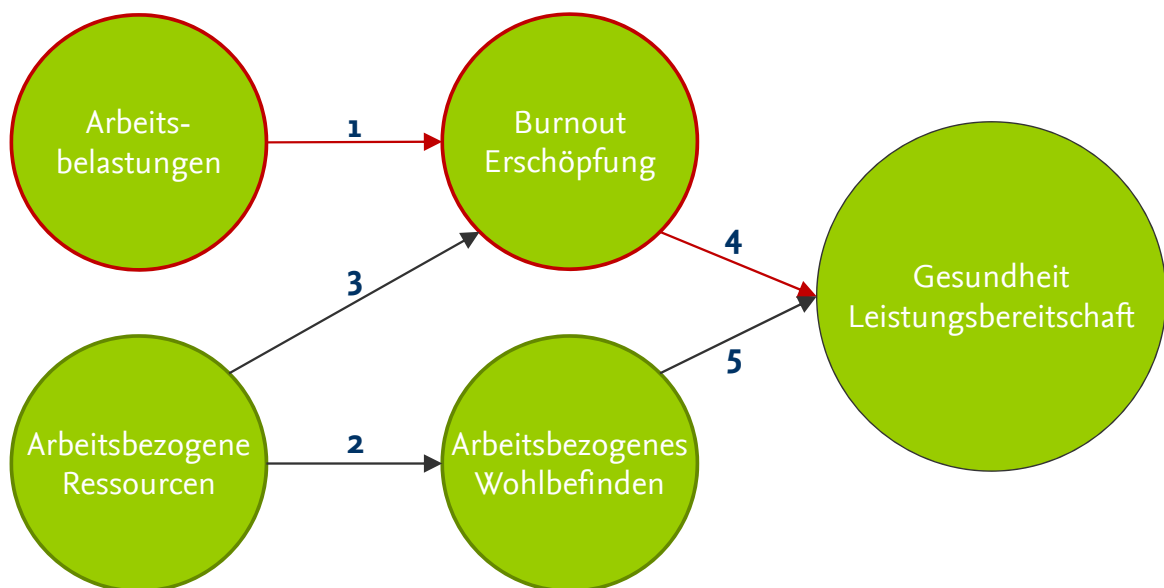 Arbeits-
belastungen
1
Burnout
Erschöpfung
4
Gesundheit
Leistungsbereitschaft
3
5
Arbeitsbezogene
Ressourcen
2
Arbeitsbezogenes
Wohlbefinden